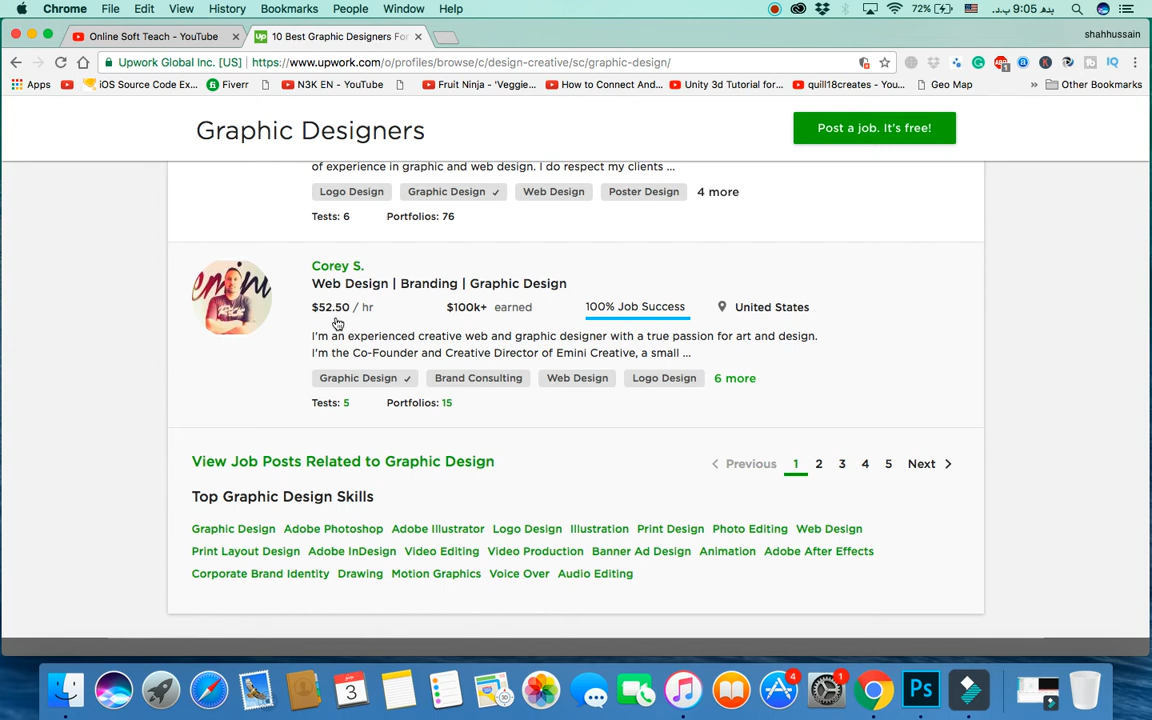 Chrome File Edit View History Bookmarks People Window Help 72% 9:05 ب.د. بدھ
Online Soft Teach - YouTube × 10 Best Graphic Designers For ×
shahhussain
Upwork Global Inc. [US] https://www.upwork.com/o/profiles/browse/c/design-creative/sc/graphic-design/
Apps iOS Source Code Ex... Fiverr N3K EN - YouTube Fruit Ninja - 'Veggie... How to Connect And... Unity 3d Tutorial for... quill18creates - You... Geo Map » Other Bookmarks
Graphic Designers
Post a job. It's free!
of experience in graphic and web design. I do respect my clients ...
Logo Design Graphic Design ✓ Web Design Poster Design 4 more
Tests: 6 Portfolios: 76
emini
Corey S.
Web Design | Branding | Graphic Design
$52.50 / hr $100k+ earned 100% Job Success United States
I'm an experienced creative web and graphic designer with a true passion for art and design.
I'm the Co-Founder and Creative Director of Emini Creative, a small ...
Graphic Design ✓ Brand Consulting Web Design Logo Design 6 more
Tests: 5 Portfolios: 15
View Job Posts Related to Graphic Design
Previous 1 2 3 4 5 Next
Top Graphic Design Skills
Graphic Design Adobe Photoshop Adobe Illustrator Logo Design Illustration Print Design Photo Editing Web Design
Print Layout Design Adobe InDesign Video Editing Video Production Banner Ad Design Animation Adobe After Effects
Corporate Brand Identity Drawing Motion Graphics Voice Over Audio Editing
3 4 1 Ps